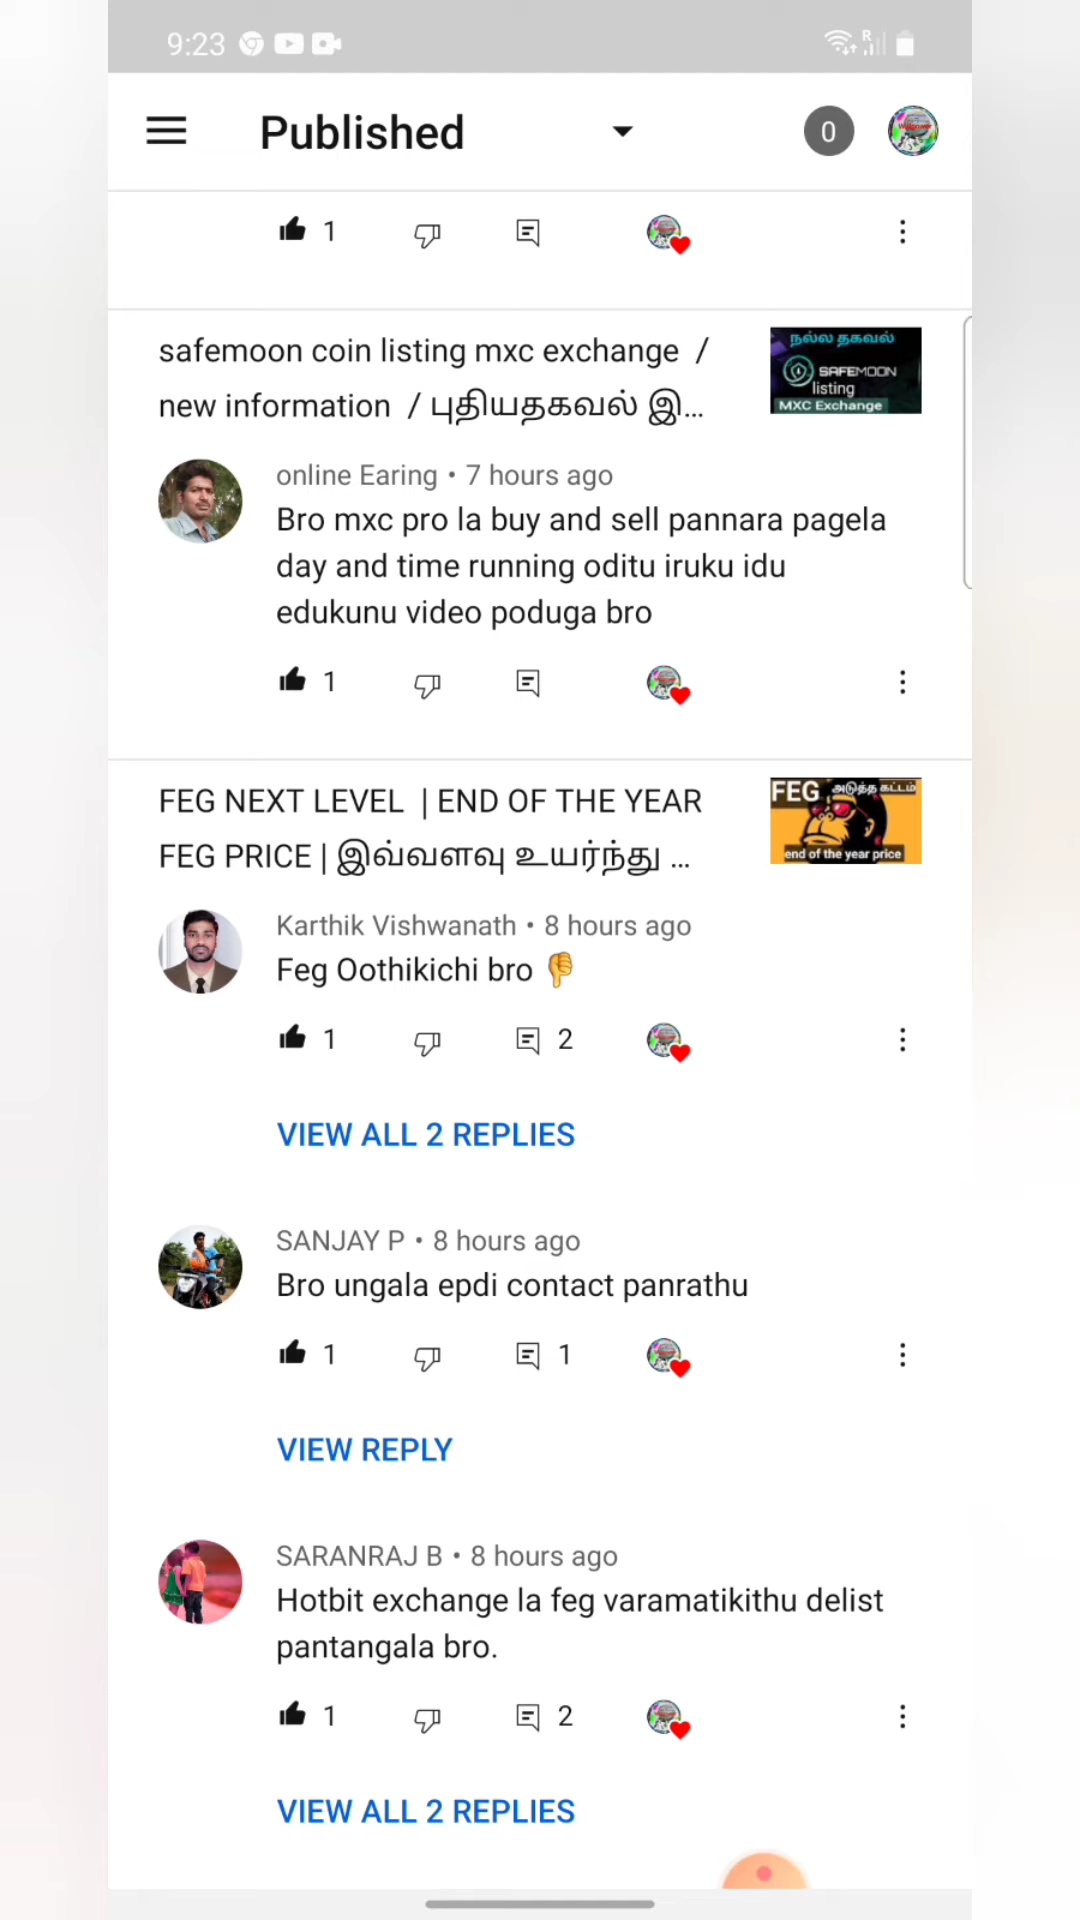 9:23
R
Published
0
1
safemoon coin listing mxc exchange /
new information / புதியதகவல் இ...
நல்ல தகவல்
SAFEMOON
listing
MXC Exchange
online Earing • 7 hours ago
Bro mxc pro la buy and sell pannara pagela
day and time running oditu iruku idu
edukunu video poduga bro
1
FEG NEXT LEVEL | END OF THE YEAR
FEG PRICE | இவ்வளவு உயர்ந்து ...
FEG அடுத்த கட்டம்
end of the year price
Karthik Vishwanath • 8 hours ago
Feg Oothikichi bro 👎
1 2
VIEW ALL 2 REPLIES
SANJAY P • 8 hours ago
Bro ungala epdi contact panrathu
1 1
VIEW REPLY
SARANRAJ B • 8 hours ago
Hotbit exchange la feg varamatikithu delist
pantangala bro.
1 2
VIEW ALL 2 REPLIES